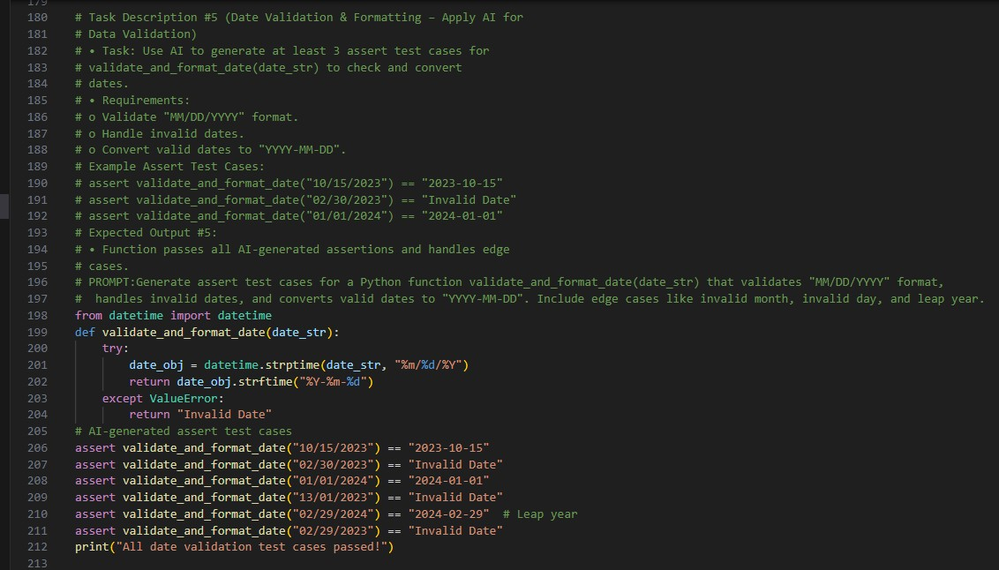 179
180 # Task Description #5 (Date Validation & Formatting – Apply AI for
181 # Data Validation)
182 # • Task: Use AI to generate at least 3 assert test cases for
183 # validate_and_format_date(date_str) to check and convert
184 # dates.
185 # • Requirements:
186 # o Validate "MM/DD/YYYY" format.
187 # o Handle invalid dates.
188 # o Convert valid dates to "YYYY-MM-DD".
189 # Example Assert Test Cases:
190 # assert validate_and_format_date("10/15/2023") == "2023-10-15"
191 # assert validate_and_format_date("02/30/2023") == "Invalid Date"
192 # assert validate_and_format_date("01/01/2024") == "2024-01-01"
193 # Expected Output #5:
194 # • Function passes all AI-generated assertions and handles edge
195 # cases.
196 # PROMPT:Generate assert test cases for a Python function validate_and_format_date(date_str) that validates "MM/DD/YYYY" format,
197 #  handles invalid dates, and converts valid dates to "YYYY-MM-DD". Include edge cases like invalid month, invalid day, and leap year.
198 from datetime import datetime
199 def validate_and_format_date(date_str):
200     try:
201         date_obj = datetime.strptime(date_str, "%m/%d/%Y")
202         return date_obj.strftime("%Y-%m-%d")
203     except ValueError:
204         return "Invalid Date"
205 # AI-generated assert test cases
206 assert validate_and_format_date("10/15/2023") == "2023-10-15"
207 assert validate_and_format_date("02/30/2023") == "Invalid Date"
208 assert validate_and_format_date("01/01/2024") == "2024-01-01"
209 assert validate_and_format_date("13/01/2023") == "Invalid Date"
210 assert validate_and_format_date("02/29/2024") == "2024-02-29"  # Leap year
211 assert validate_and_format_date("02/29/2023") == "Invalid Date"
212 print("All date validation test cases passed!")
213